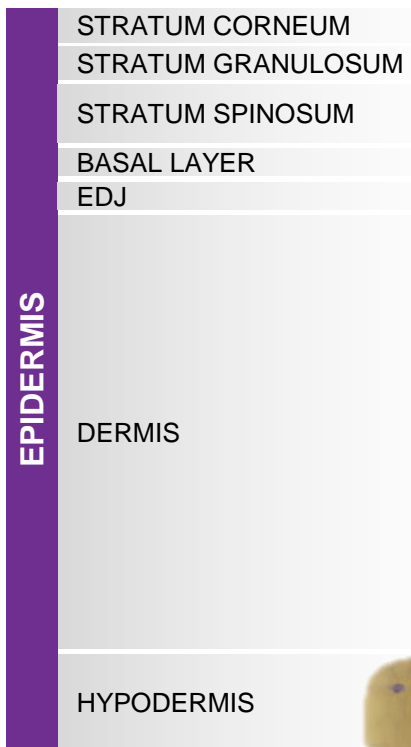 STRATUM CORNEUM
STRATUM GRANULOSUM
STRATUM SPINOSUM
BASAL LAYER
EDJ
EPIDERMIS
DERMIS
HYPODERMIS